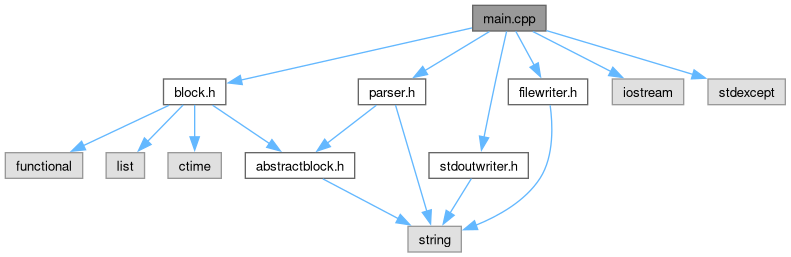 main.cpp
block.h
parser.h
filewriter.h
iostream
stdexcept
functional
list
ctime
abstractblock.h
stdoutwriter.h
string